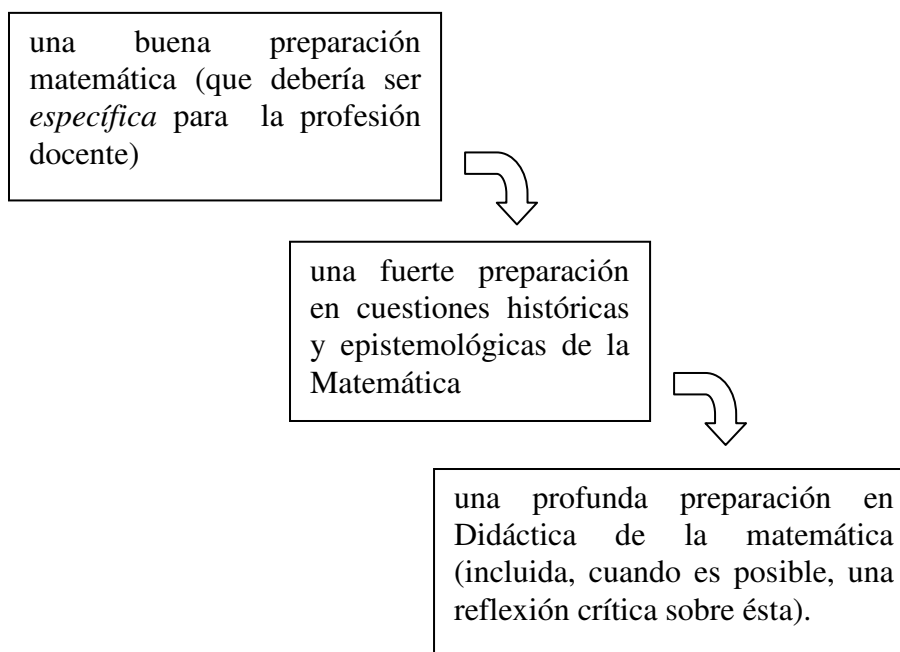 una buena preparación
matemática (que debería ser
específica para la profesión
docente)
una fuerte preparación
en cuestiones históricas
y epistemológicas de la
Matemática
una profunda preparación en
Didáctica de la matemática
(incluida, cuando es posible, una
reflexión crítica sobre ésta).